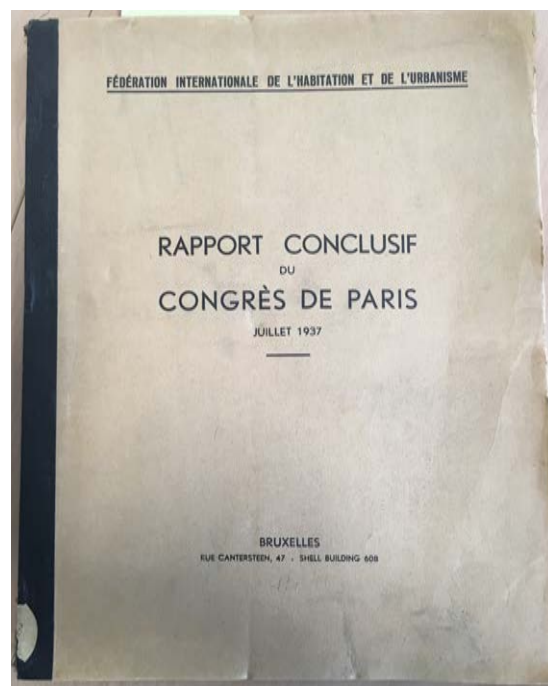 FÉDÉRATION INTERNATIONALE DE L'HABITATION ET DE L'URBANISME
RAPPORT CONCLUSIF
DU
CONGRÈS DE PARIS
JUILLET 1937
BRUXELLES
RUE CANTERSTEEN, 47 - SHELL BUILDING 608